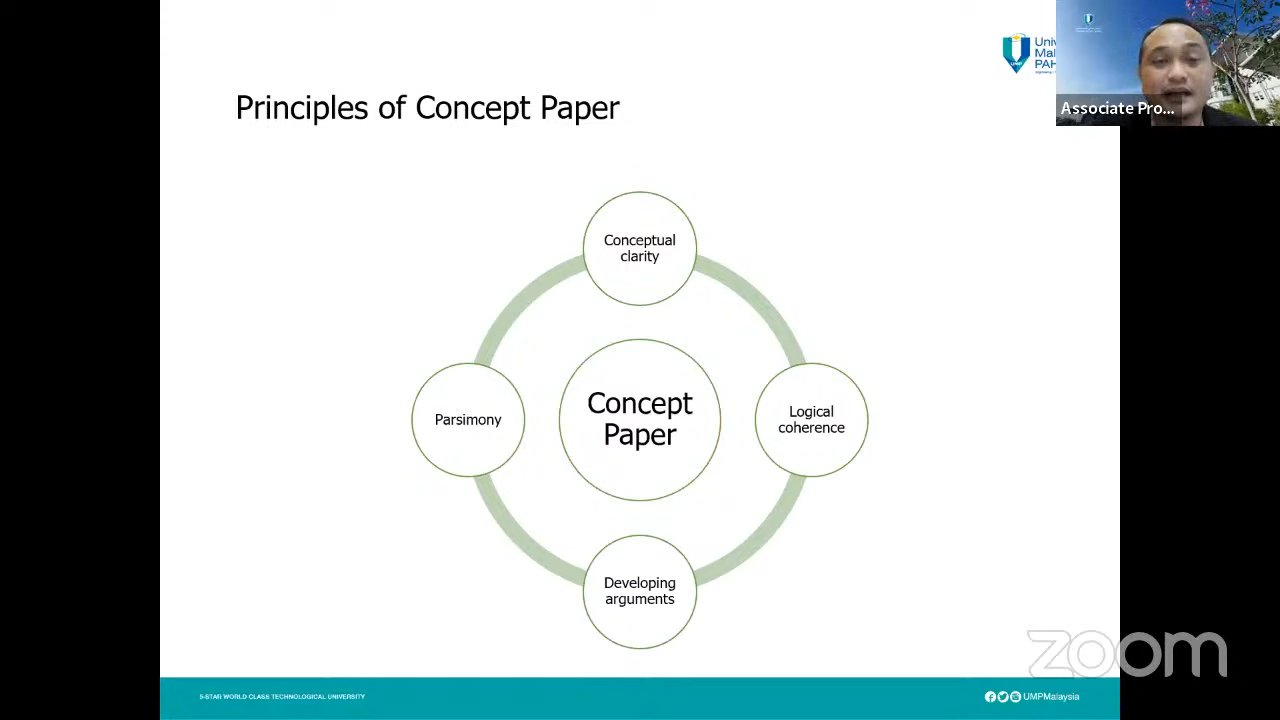 Principles of Concept Paper
Associate Pro...
Conceptual
clarity
Parsimony
Concept
Paper
Logical
coherence
Developing
arguments
zoom
5-STAR WORLD CLASS TECHNOLOGICAL UNIVERSITY
UMPMalaysia